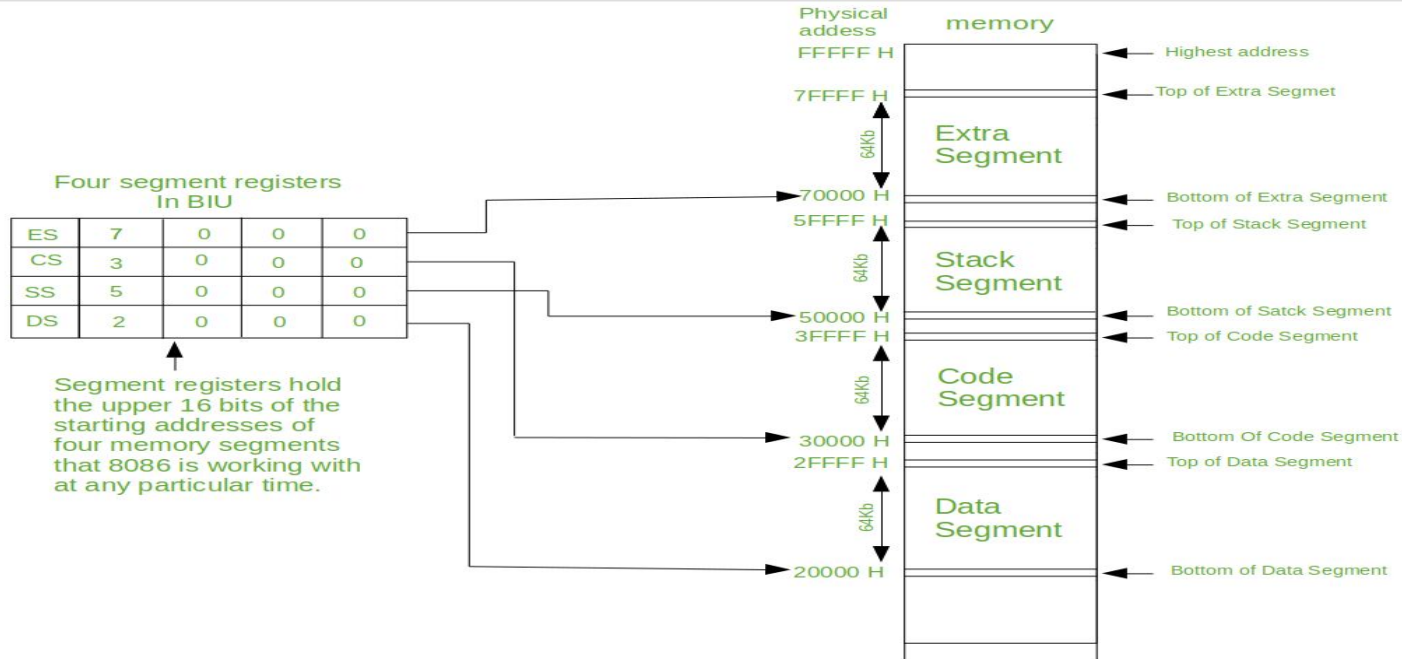 Physical
addess
memory
FFFFF H
Highest address
7FFFF H
Top of Extra Segmet
64Kb
Extra
Segment
Four segment registers
In BIU
70000 H
Bottom of Extra Segment
5FFFF H
Top of Stack Segment
ES 7 0 0 0
CS 3 0 0 0
SS 5 0 0 0
DS 2 0 0 0
64Kb
Stack
Segment
50000 H
Bottom of Satck Segment
3FFFF H
Top of Code Segment
Segment registers hold
the upper 16 bits of the
starting addresses of
four memory segments
that 8086 is working with
at any particular time.
64Kb
Code
Segment
30000 H
Bottom Of Code Segment
2FFFF H
Top of Data Segment
64Kb
Data
Segment
20000 H
Bottom of Data Segment